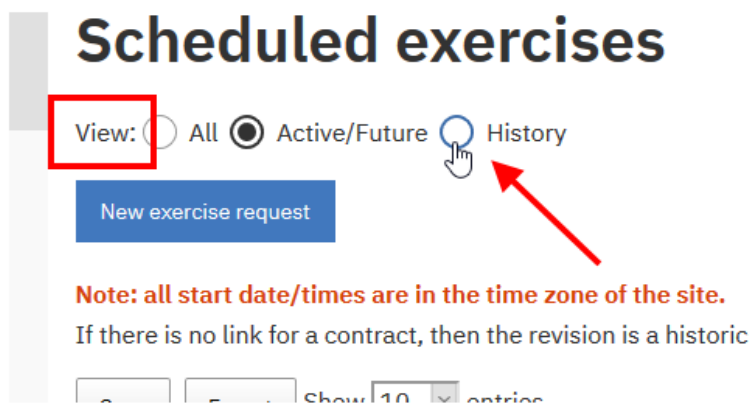 Scheduled exercises
View: All Active/Future History
New exercise request
Note: all start date/times are in the time zone of the site.
If there is no link for a contract, then the revision is a historic
Show 10 entries